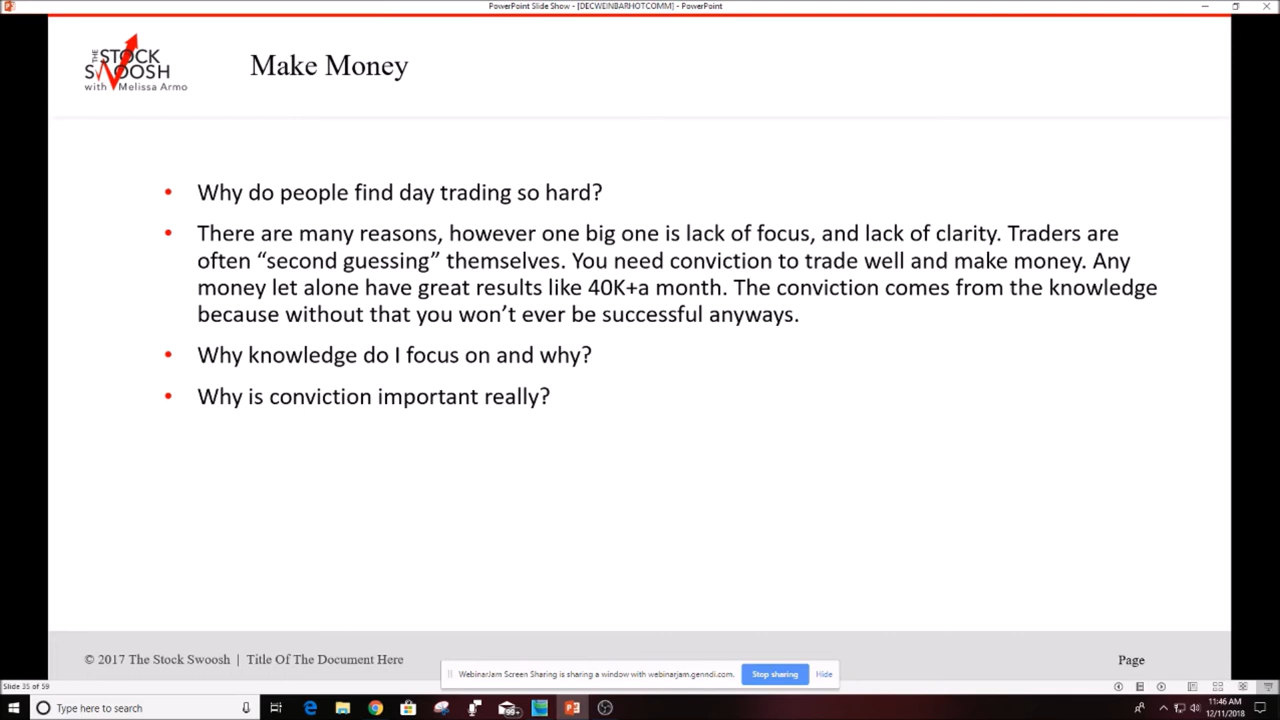 PowerPoint Slide Show - [DECWEINBARHOTCOMM] - PowerPoint
THE
STOCK
SWOOSH
with Melissa Armo
Make Money
• Why do people find day trading so hard?
• There are many reasons, however one big one is lack of focus, and lack of clarity. Traders are
often “second guessing” themselves. You need conviction to trade well and make money. Any
money let alone have great results like 40K+a month. The conviction comes from the knowledge
because without that you won’t ever be successful anyways.
• Why knowledge do I focus on and why?
• Why is conviction important really?
© 2017 The Stock Swoosh | Title Of The Document Here
Page
WebinarJam Screen Sharing is sharing a window with webinarjam.genndi.com.
Stop sharing
Hide
Slide 35 of 59
Type here to search
99+
11:46 AM
12/11/2018